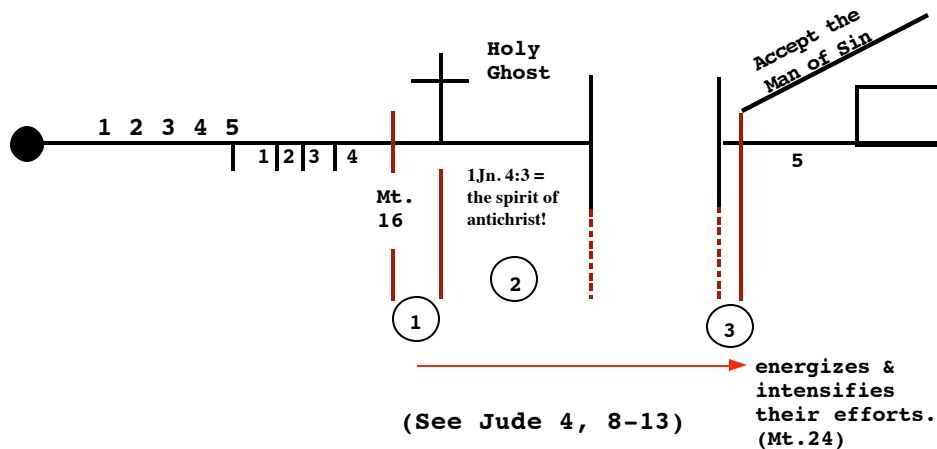 Holy
Ghost
Accept the
Man of Sin
1 2 3 4 5
1 2 3 4
5
Mt.
16
1Jn. 4:3 =
the spirit of
antichrist!
2
1
3
energizes &
intensifies
their efforts.
(Mt.24)
(See Jude 4, 8-13)